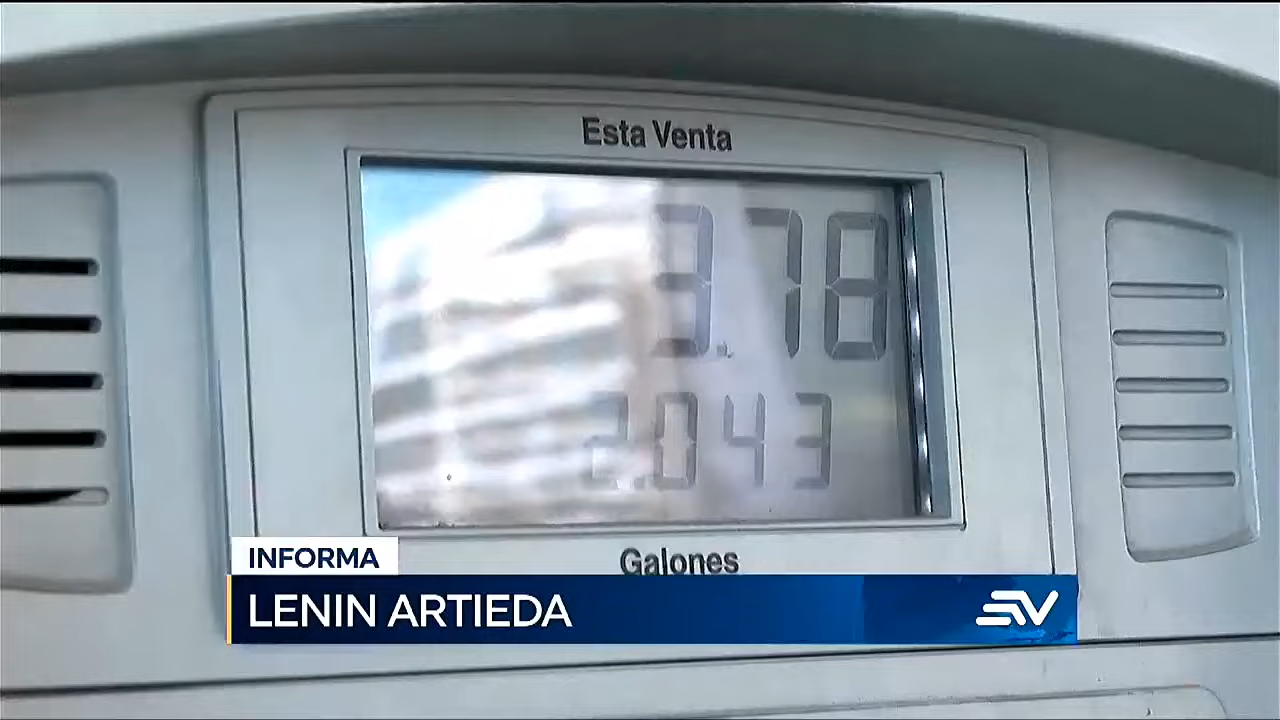 Esta Venta
3.78
2.043
Galones
INFORMA
LENIN ARTIEDA